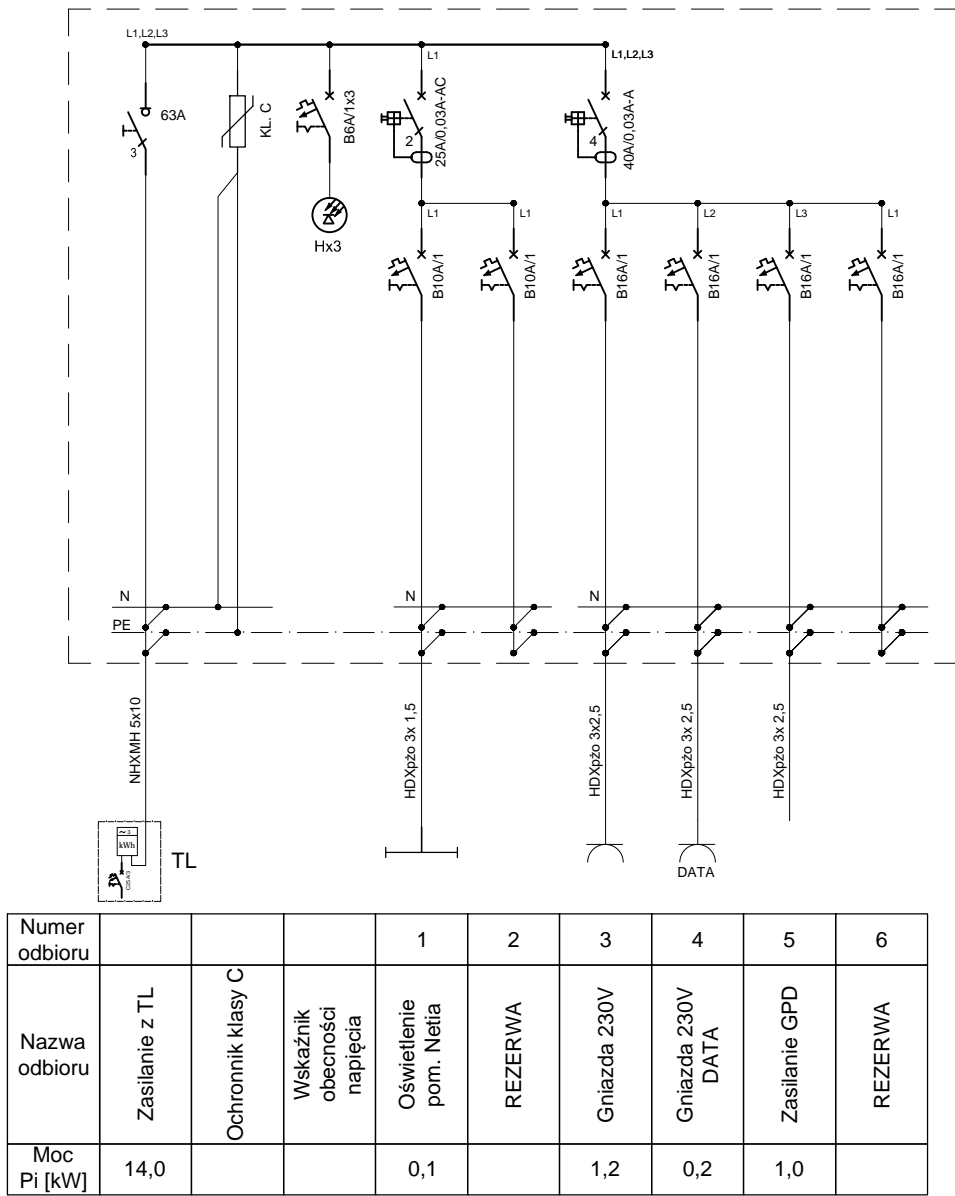 L1,L2,L3
L1
L1,L2,L3
63A
3
KL. C
B6A/1x3
2
25A/0,03A-AC
4
40A/0,03A-A
Hx3
L1
L1
L1
L2
L3
L1
B10A/1
B10A/1
B16A/1
B16A/1
B16A/1
B16A/1
N
N
N
PE
NHXMH 5x10
HDXpżo 3x 1,5
HDXpżo 3x2,5
HDXpżo 3x 2,5
HDXpżo 3x 2,5
~ 3
kWh
C25A/3
TL
DATA
Numer
odbioru
1
2
3
4
5
6
Nazwa
odbioru
Zasilanie z TL
Ochronnik klasy C
Wskaźnik
obecności
napięcia
Oświetlenie
pom. Netia
REZERWA
Gniazda 230V
Gniazda 230V
DATA
Zasilanie GPD
REZERWA
Moc
Pi [kW]
14,0
0,1
1,2
0,2
1,0